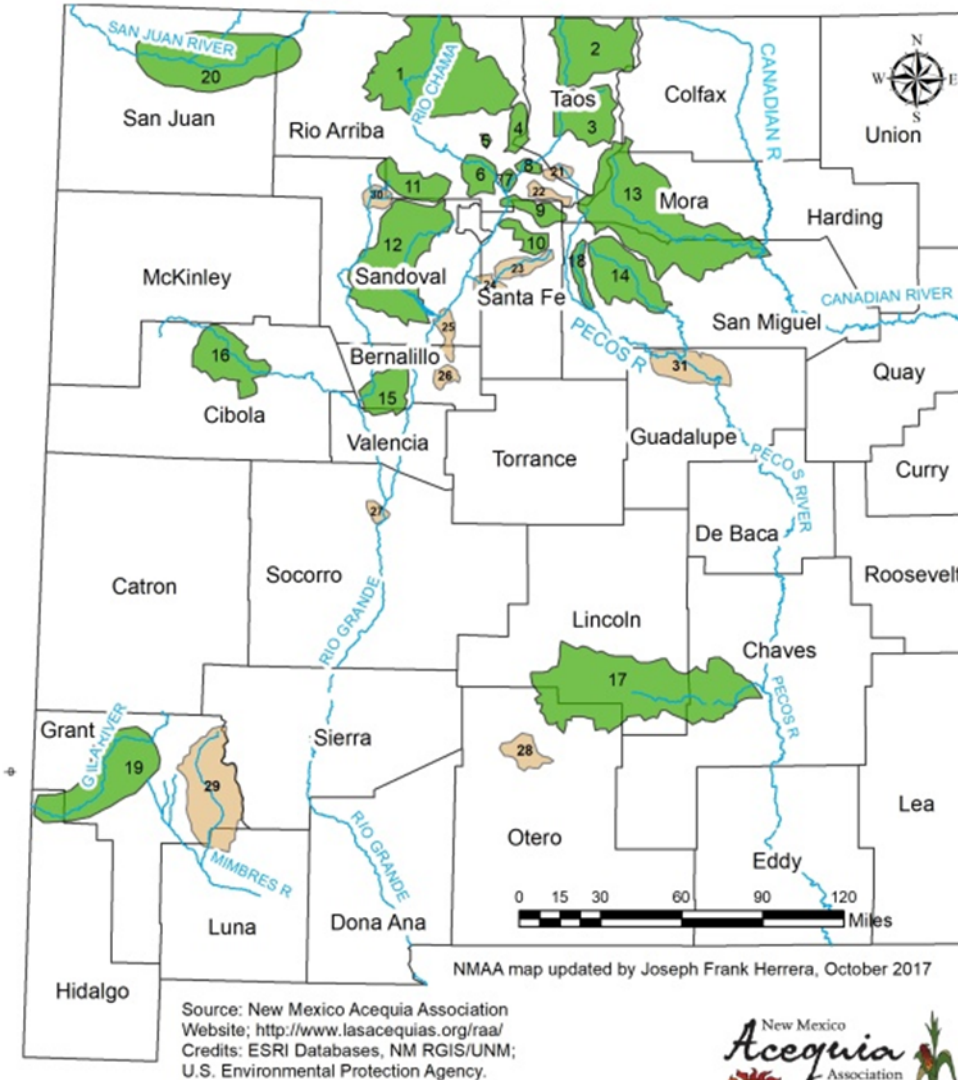 SAN JUAN RIVER
20
San Juan
1
RIO CHAMA
Rio Arriba
2
Taos
3
4
5
Colfax
CANADIAN R
N
W
E
S
Union
6
7
8
21
22
9
10
11
30
12
Sandoval
13
Mora
Harding
McKinley
23
24
Santa Fe
18
14
San Miguel
CANADIAN RIVER
PECOS R
25
Bernalillo
26
16
Cibola
15
Valencia
31
Quay
Guadalupe
Torrance
PECOS RIVER
Curry
27
De Baca
Catron
Socorro
Roosevelt
RIO GRANDE
Lincoln
Chaves
17
PECOS R
Grant
GILA RIVER
19
29
Sierra
28
Lea
Otero
RIO GRANDE
MIMBRES R
Eddy
0 15 30 60 90 120
Miles
Luna
Dona Ana
Hidalgo
NMAA map updated by Joseph Frank Herrera, October 2017
Source: New Mexico Acequia Association
Website; http://www.lasacequias.org/raa/
Credits: ESRI Databases, NM RGIS/UNM;
U.S. Environmental Protection Agency.
New Mexico
Acequia
Association